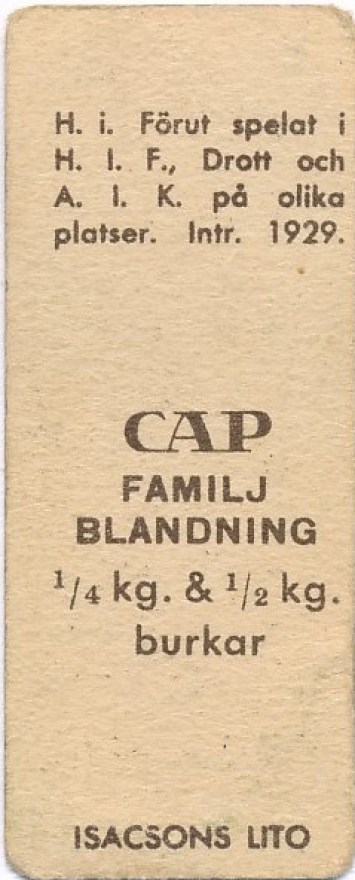 H. i. Förut spelat i
H. I. F., Drott och
A. I. K. på olika
platser. Intr. 1929.
CAP
FAMILJ
BLANDNING
1/4 kg. & 1/2 kg.
burkar
ISACSONS LITO